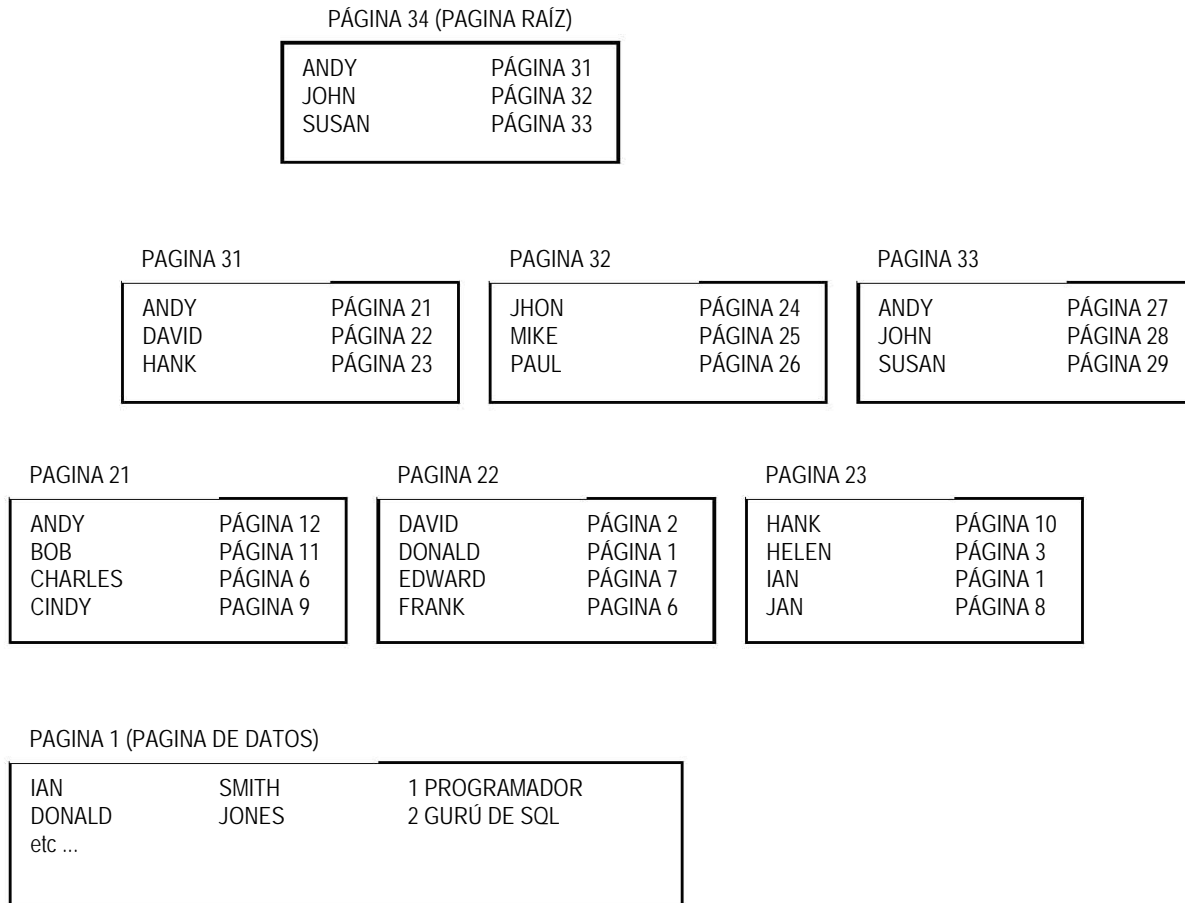 PÁGINA 34 (PAGINA RAÍZ)
ANDY PÁGINA 31
JOHN PÁGINA 32
SUSAN PÁGINA 33
PAGINA 31
ANDY PÁGINA 21
DAVID PÁGINA 22
HANK PÁGINA 23
PAGINA 32
JHON PÁGINA 24
MIKE PÁGINA 25
PAUL PÁGINA 26
PAGINA 33
ANDY PÁGINA 27
JOHN PÁGINA 28
SUSAN PÁGINA 29
PAGINA 21
ANDY PÁGINA 12
BOB PÁGINA 11
CHARLES PÁGINA 6
CINDY PAGINA 9
PAGINA 22
DAVID PÁGINA 2
DONALD PÁGINA 1
EDWARD PÁGINA 7
FRANK PAGINA 6
PAGINA 23
HANK PÁGINA 10
HELEN PÁGINA 3
IAN PÁGINA 1
JAN PÁGINA 8
PAGINA 1 (PAGINA DE DATOS)
IAN SMITH 1 PROGRAMADOR
DONALD JONES 2 GURÚ DE SQL
etc ...